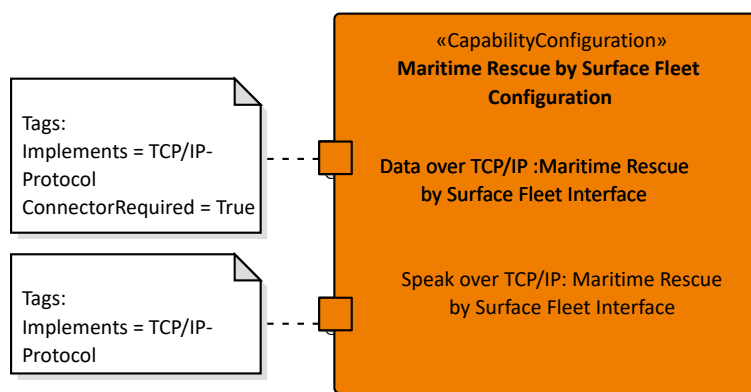 «CapabilityConfiguration»
Maritime Rescue by Surface Fleet
Configuration
Tags:
Implements = TCP/IP-
Protocol
ConnectorRequired = True
Data over TCP/IP :Maritime Rescue
by Surface Fleet Interface
Tags:
Implements = TCP/IP-
Protocol
Speak over TCP/IP: Maritime Rescue
by Surface Fleet Interface